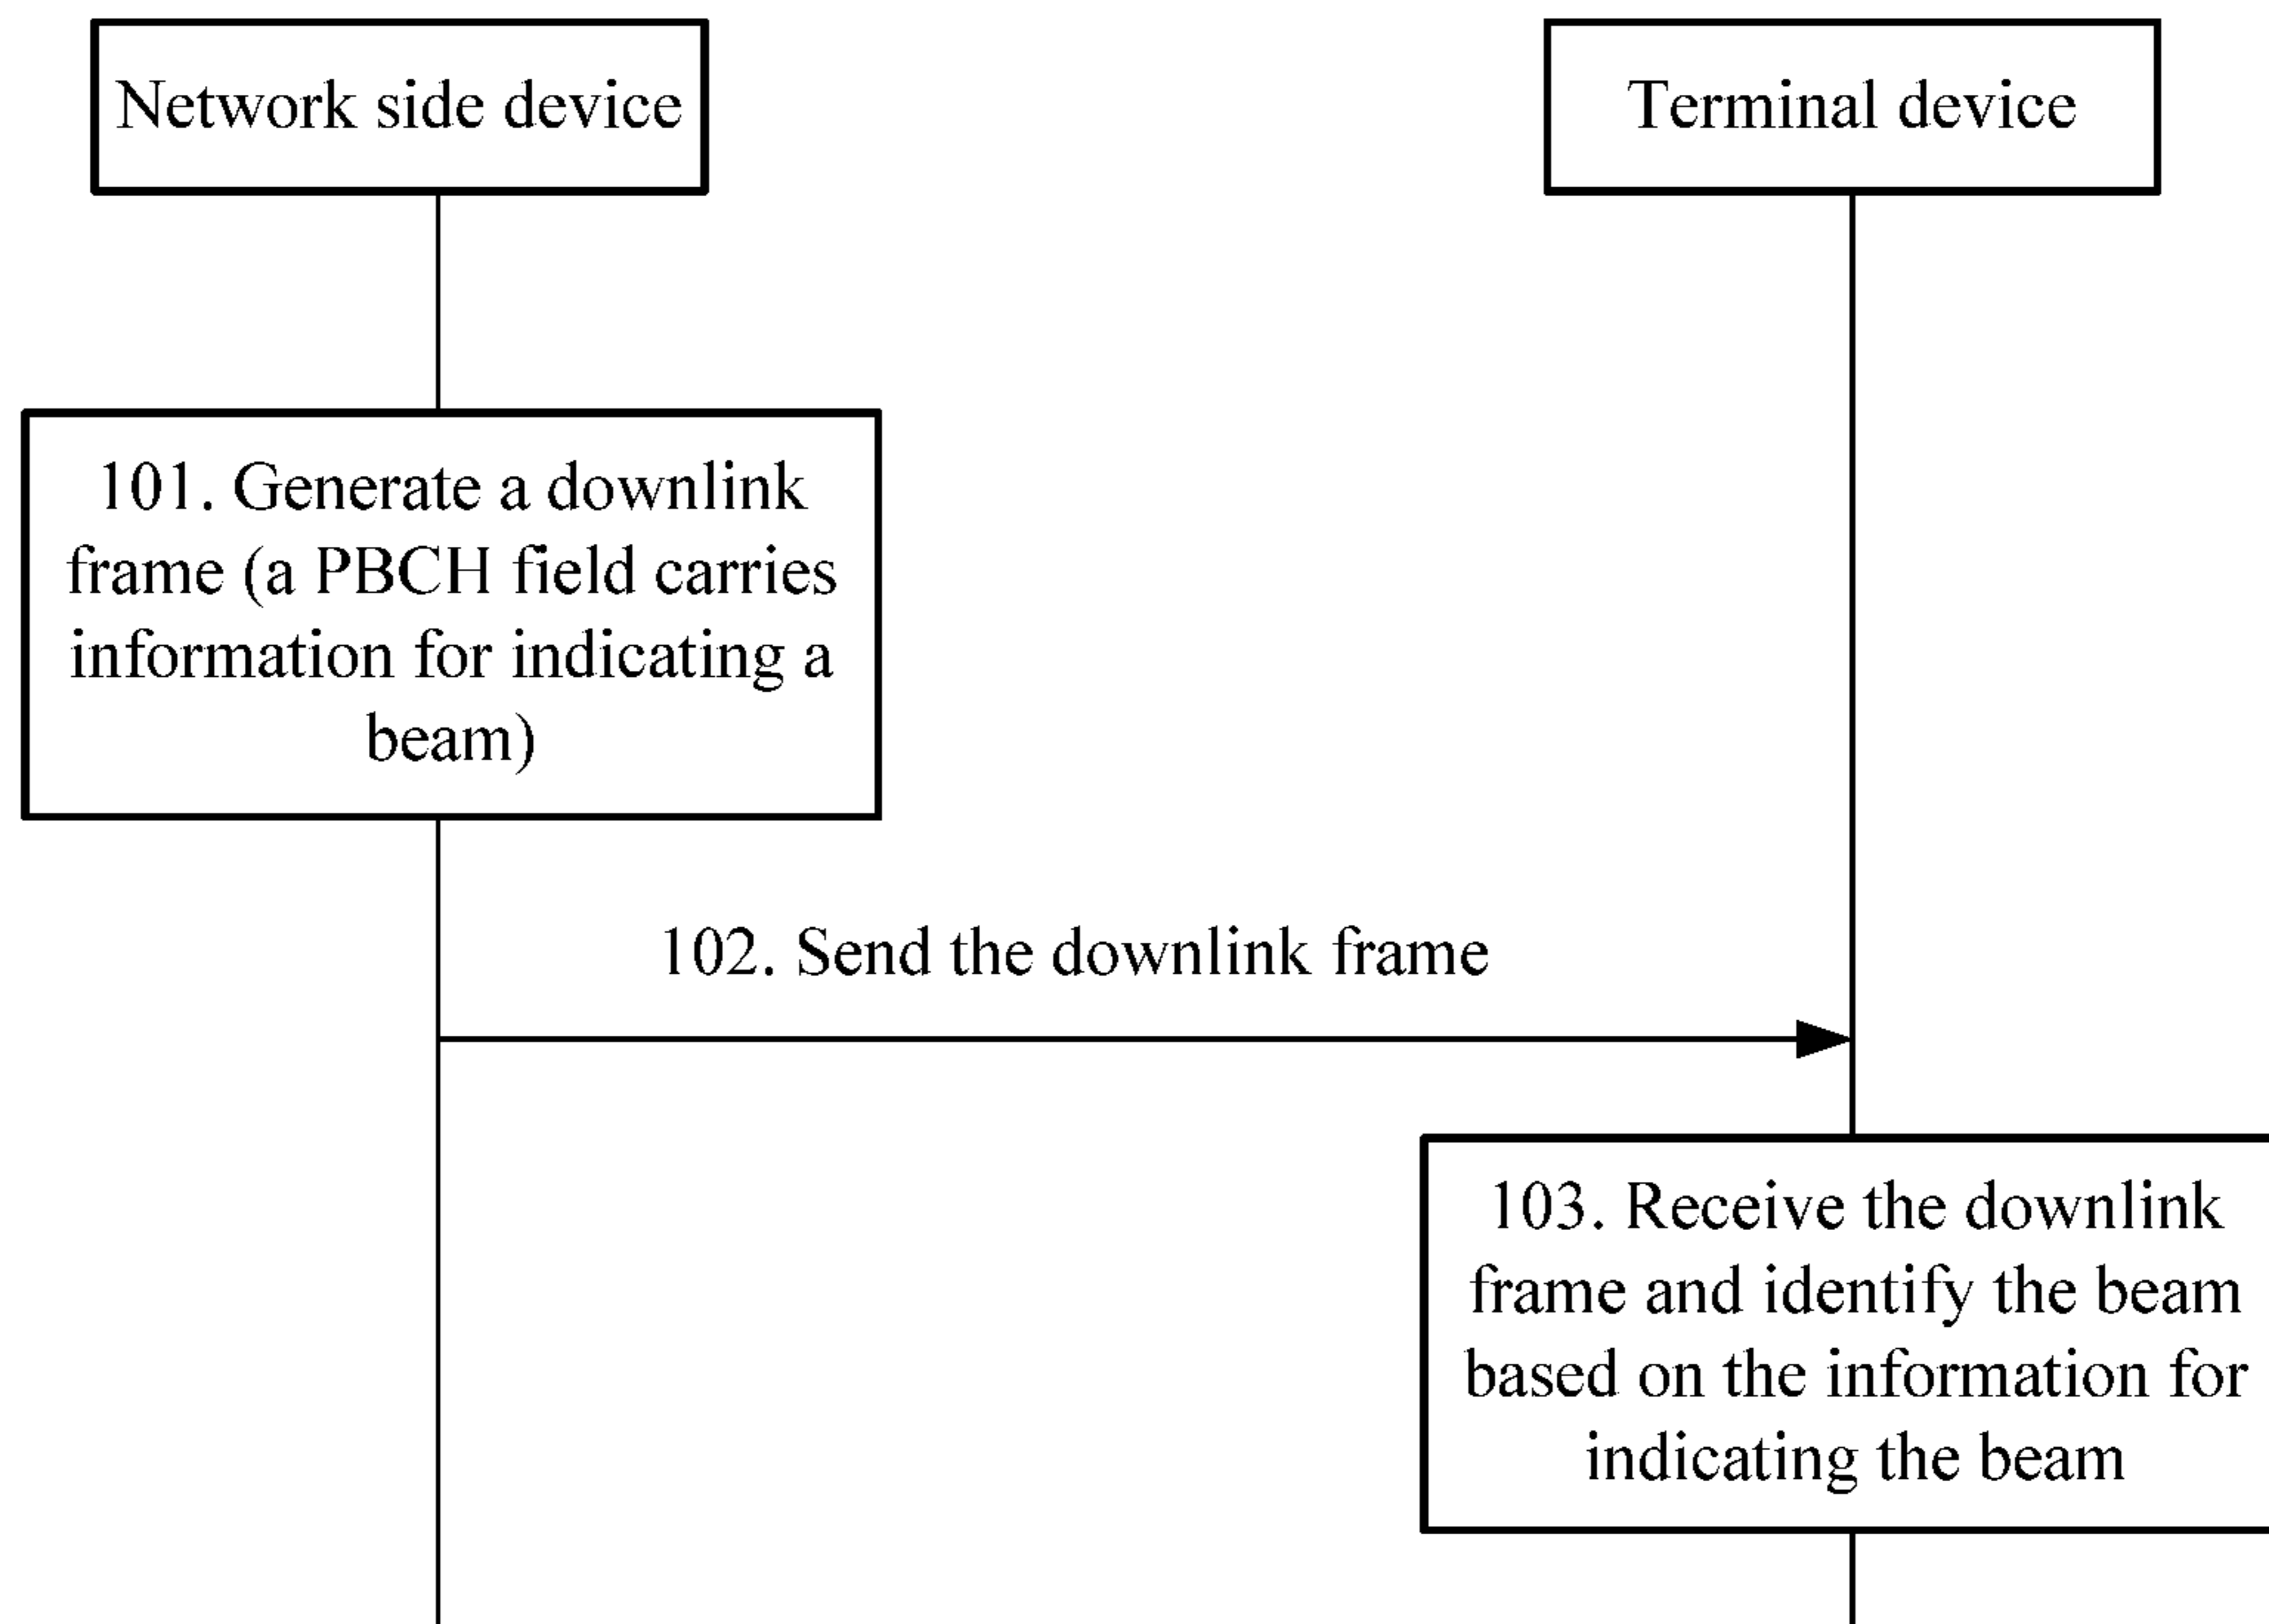 Network side device
Terminal device
101. Generate a downlink
frame (a PBCH field carries
information for indicating a
beam)
102. Send the downlink frame
103. Receive the downlink
frame and identify the beam
based on the information for
indicating the beam